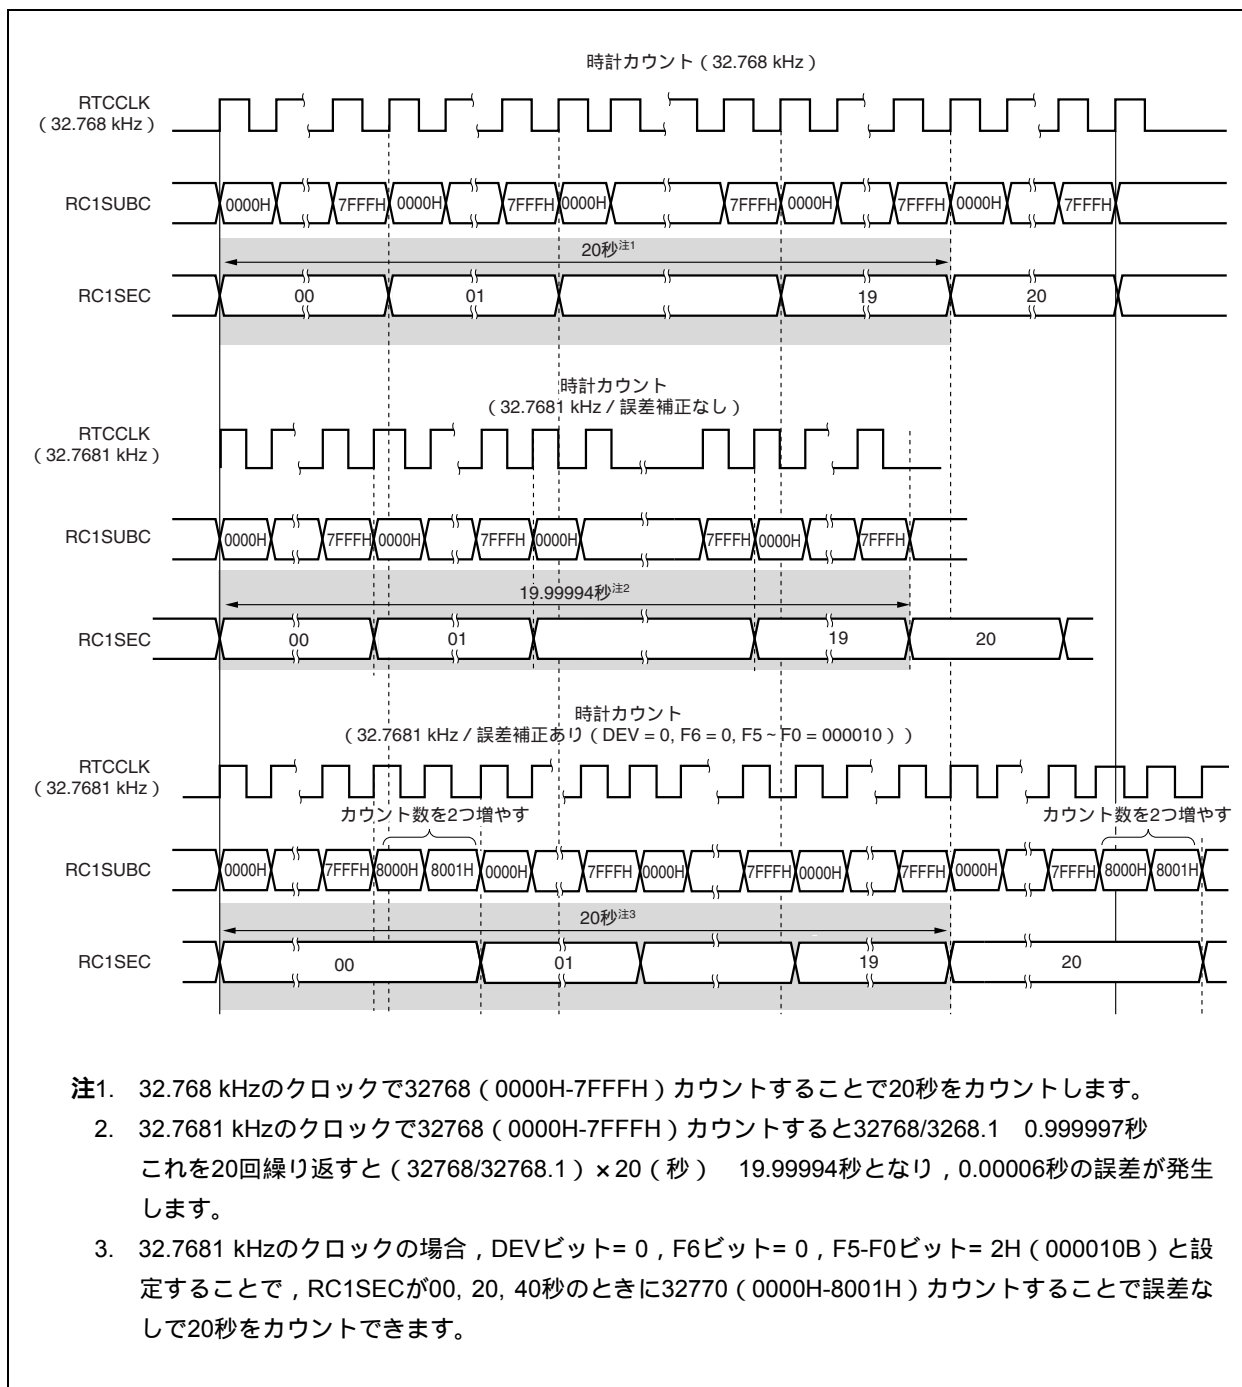 時計カウント（32.768 kHz）
RTCCLK
（32.768 kHz）
RC1SUBC
0000H 7FFFH 0000H 7FFFH 0000H 7FFFH 0000H 7FFFH 0000H 7FFFH
20秒注1
RC1SEC
00 01 19 20
時計カウント
（32.7681 kHz / 誤差補正なし）
RTCCLK
（32.7681 kHz）
RC1SUBC
0000H 7FFFH 0000H 7FFFH 0000H 7FFFH 0000H 7FFFH
19.99994秒注2
RC1SEC
00 01 19 20
時計カウント
（32.7681 kHz / 誤差補正あり（DEV = 0, F6 = 0, F5 ~ F0 = 000010））
RTCCLK
（32.7681 kHz）
カウント数を2つ増やす カウント数を2つ増やす
RC1SUBC
0000H 7FFFH 8000H 8001H 0000H 7FFFH 0000H 7FFFH 0000H 7FFFH 0000H 7FFFH 8000H 8001H
20秒注3
RC1SEC
00 01 19 20
注1. 32.768 kHzのクロックで32768（0000H-7FFFH）カウントすることで20秒をカウントします。
2. 32.7681 kHzのクロックで32768（0000H-7FFFH）カウントすると32768/3268.1 0.999997秒
これを20回繰り返すと（32768/32768.1）×20（秒） 19.99994秒となり，0.00006秒の誤差が発生
します。
3. 32.7681 kHzのクロックの場合，DEVビット= 0，F6ビット= 0，F5-F0ビット= 2H（000010B）と設
定することで，RC1SECが00, 20, 40秒のときに32770（0000H-8001H）カウントすることで誤差な
しで20秒をカウントできます。